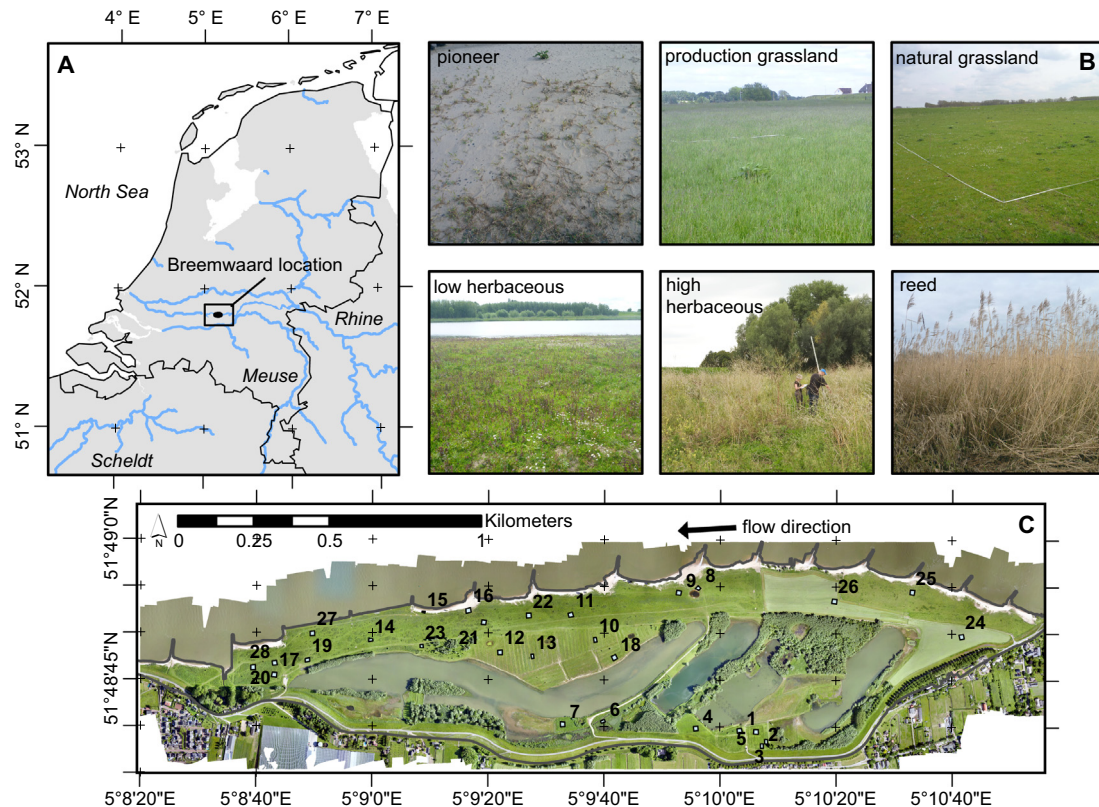 4° E
5° E
6° E
7° E
A
53° N
52° N
51° N
North Sea
Breemwaard location
Rhine
Meuse
Scheldt
pioneer
production grassland
natural grassland
B
low herbaceous
high
herbaceous
reed
C
N
Kilometers
0
0.25
0.5
1
flow direction
51°49'0"N
51°48'45"N
51°48'30"N
15
16
22
11
9
8
26
25
27
14
23
21
12
13
10
18
24
28
17
19
20
7
6
4
1
5
2
3
5°8'20"E
5°8'40"E
5°9'0"E
5°9'20"E
5°9'40"E
5°10'0"E
5°10'20"E
5°10'40"E